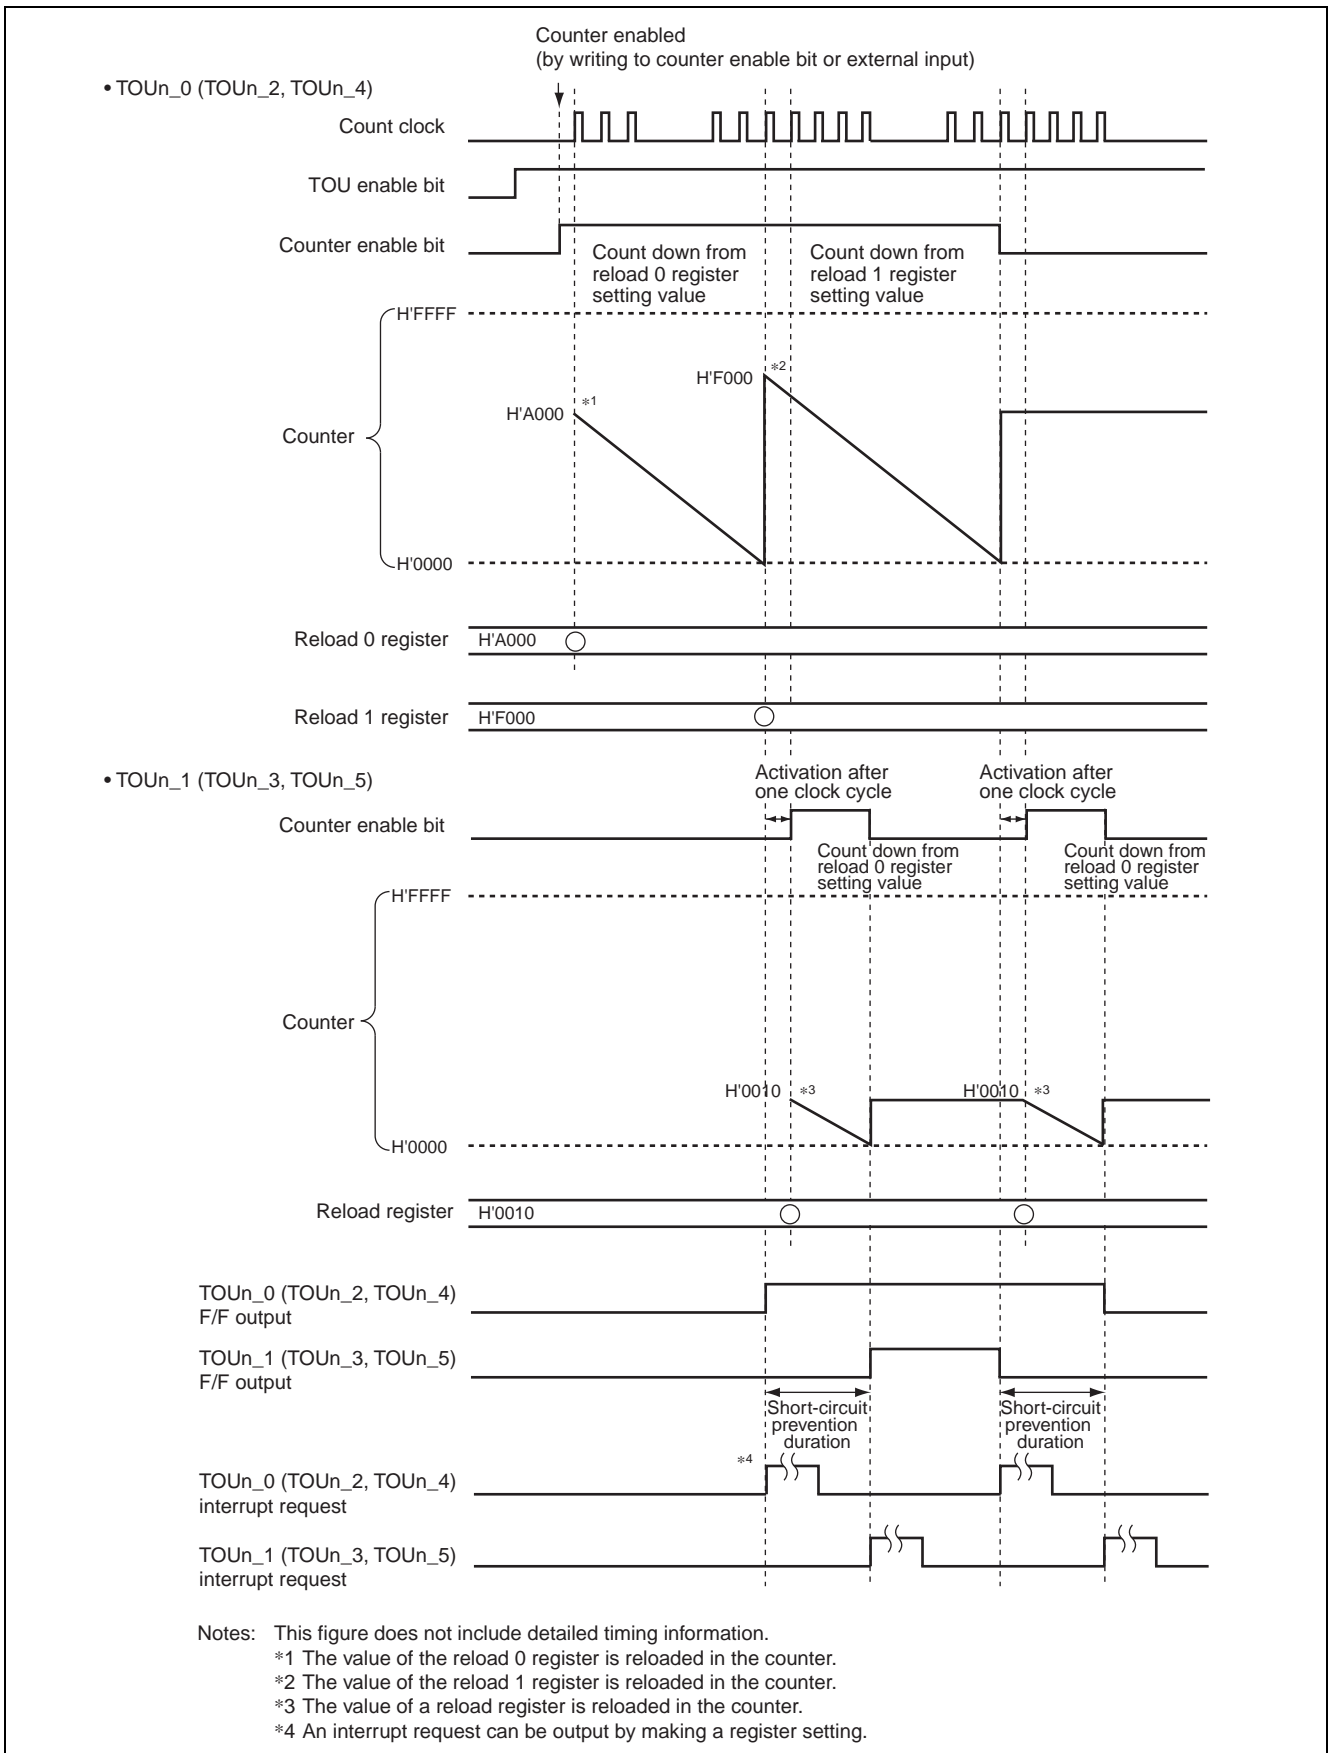 Counter enabled
(by writing to counter enable bit or external input)
• TOUn_0 (TOUn_2, TOUn_4)
Count clock
TOU enable bit
Counter enable bit
Count down from
reload 0 register
setting value
Count down from
reload 1 register
setting value
H'FFFF
H'F000
*2
H'A000
*1
Counter
H'0000
Reload 0 register
H'A000
Reload 1 register
H'F000
• TOUn_1 (TOUn_3, TOUn_5)
Activation after
one clock cycle
Activation after
one clock cycle
Counter enable bit
Count down from
reload 0 register
setting value
Count down from
reload 0 register
setting value
H'FFFF
Counter
H'0010
*3
H'0010
*3
H'0000
Reload register
H'0010
TOUn_0 (TOUn_2, TOUn_4)
F/F output
TOUn_1 (TOUn_3, TOUn_5)
F/F output
Short-circuit
prevention
duration
Short-circuit
prevention
duration
*4
TOUn_0 (TOUn_2, TOUn_4)
interrupt request
TOUn_1 (TOUn_3, TOUn_5)
interrupt request
Notes: This figure does not include detailed timing information.
*1 The value of the reload 0 register is reloaded in the counter.
*2 The value of the reload 1 register is reloaded in the counter.
*3 The value of a reload register is reloaded in the counter.
*4 An interrupt request can be output by making a register setting.